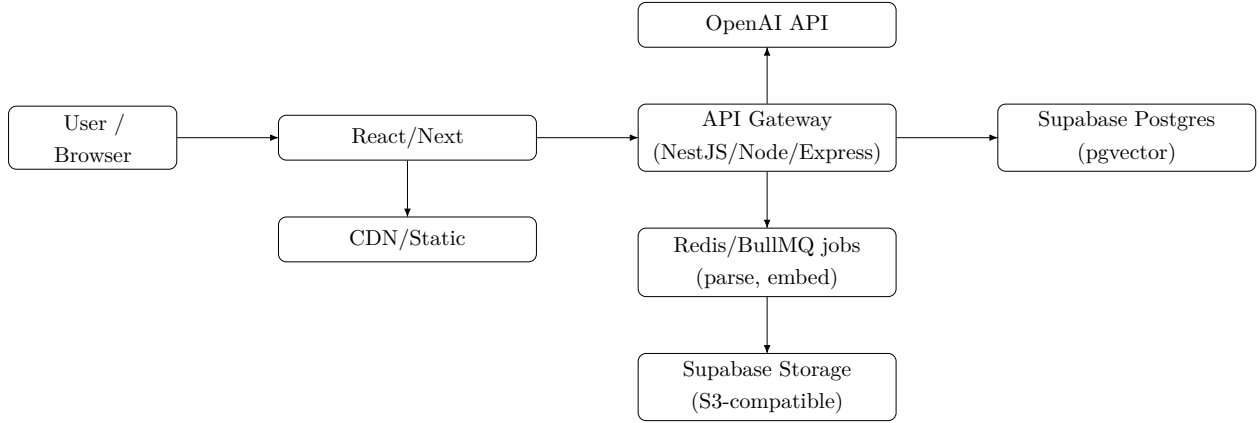 OpenAI API
User /
Browser
React/Next
API Gateway
(NestJS/Node/Express)
Supabase Postgres
(pgvector)
CDN/Static
Redis/BullMQ jobs
(parse, embed)
Supabase Storage
(S3-compatible)